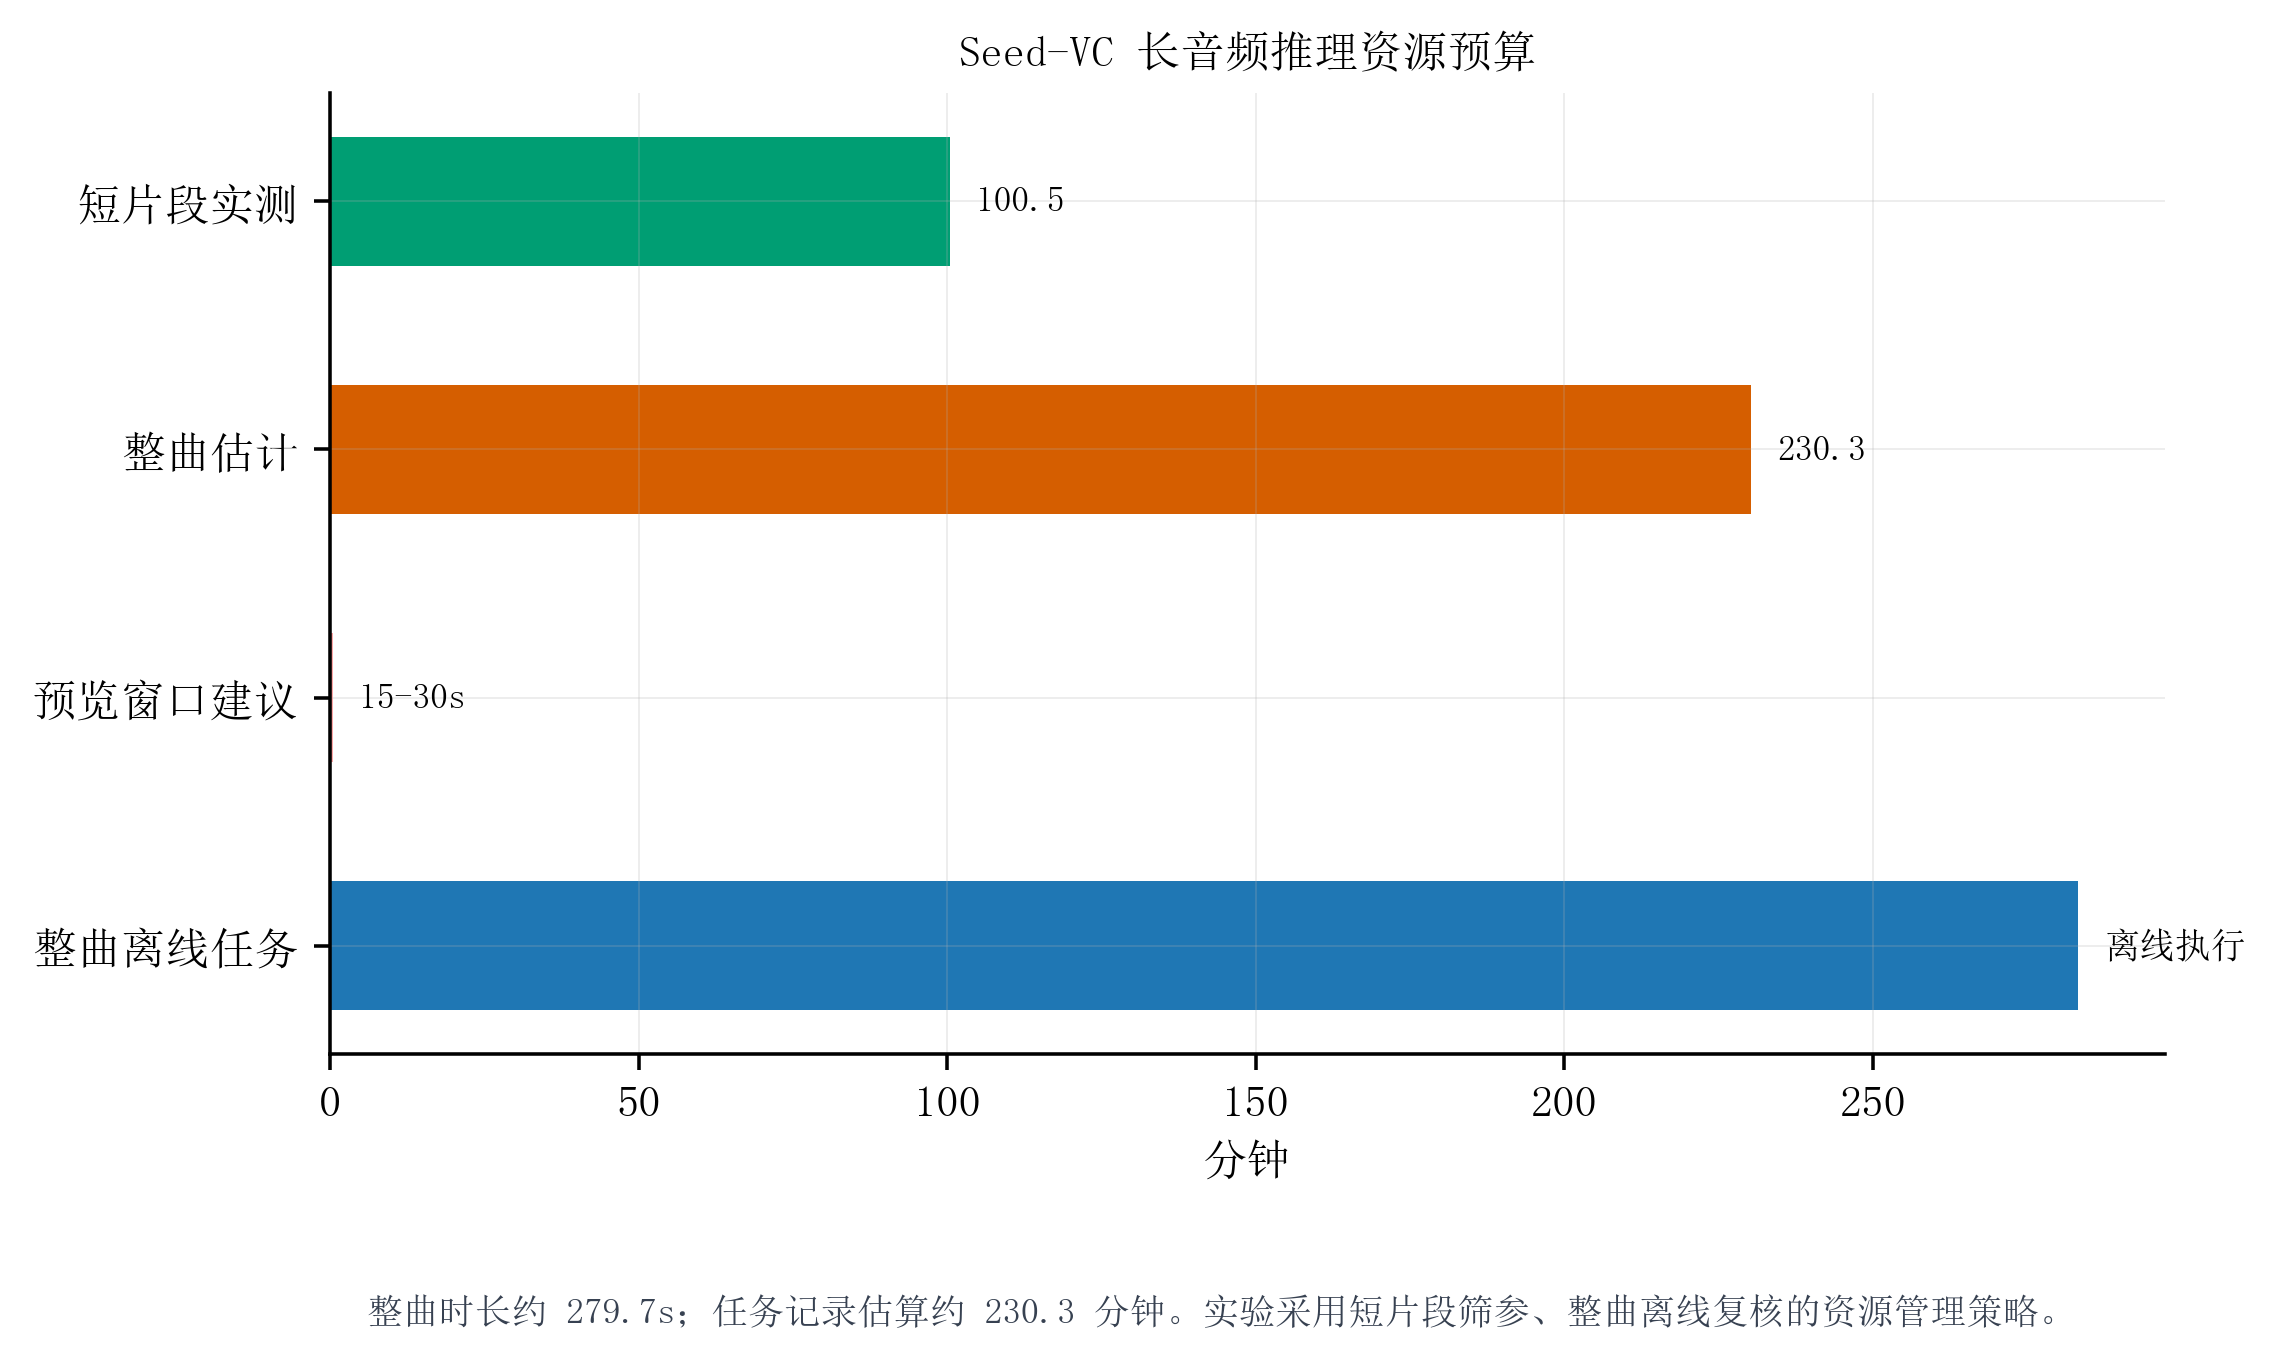 Seed-VC 长音频推理资源预算
短片段实测
100.5
整曲估计
230.3
预览窗口建议
15-30s
整曲离线任务
离线执行
0 50 100 150 200 250
分钟
整曲时长约 279.7s；任务记录估算约 230.3 分钟。实验采用短片段筛参、整曲离线复核的资源管理策略。